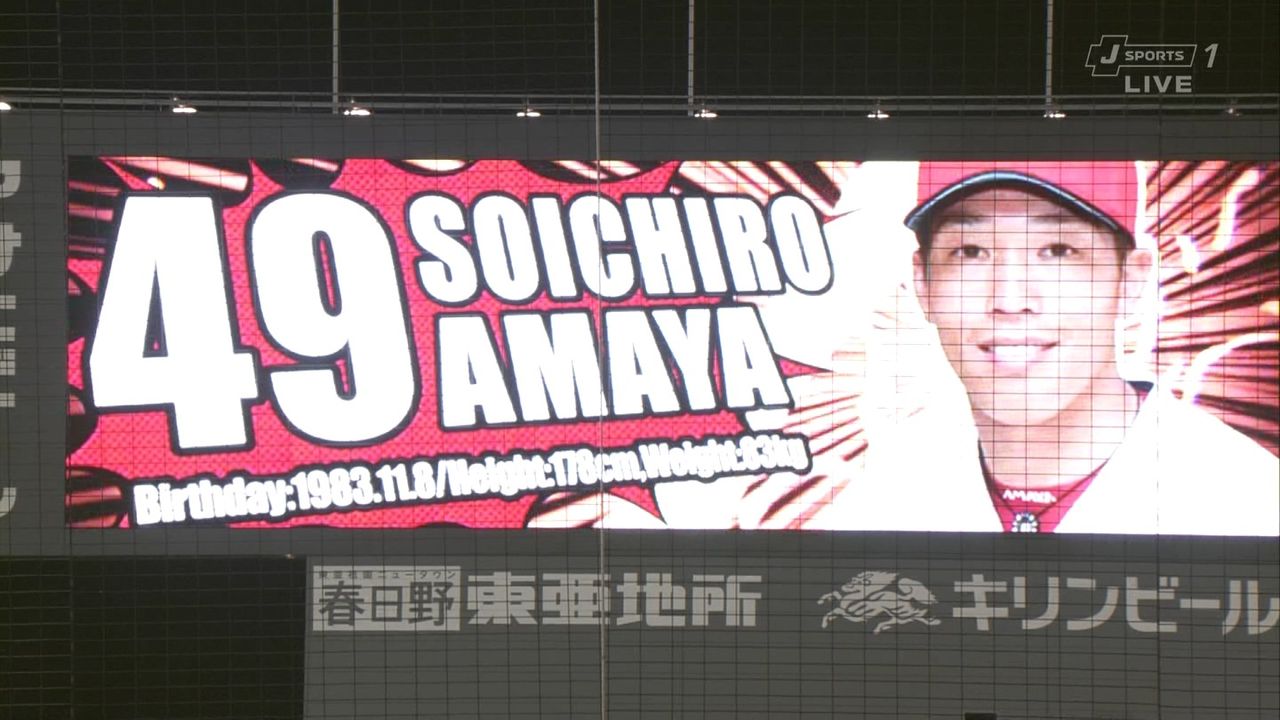 J SPORTS 1
LIVE
49
SOICHIRO
AMAYA
Birthday:1983.11.8/Height:178cm,Weight:83kg
AMAYA
春日野
東亜地所
キリンビール